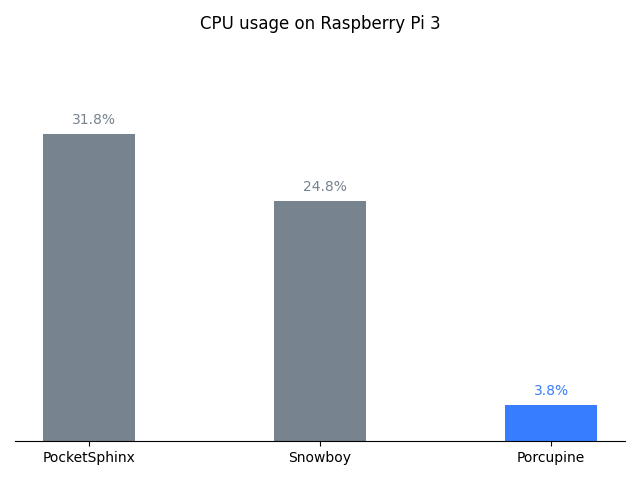 CPU usage on Raspberry Pi 3
31.8%
24.8%
3.8%
PocketSphinx
Snowboy
Porcupine